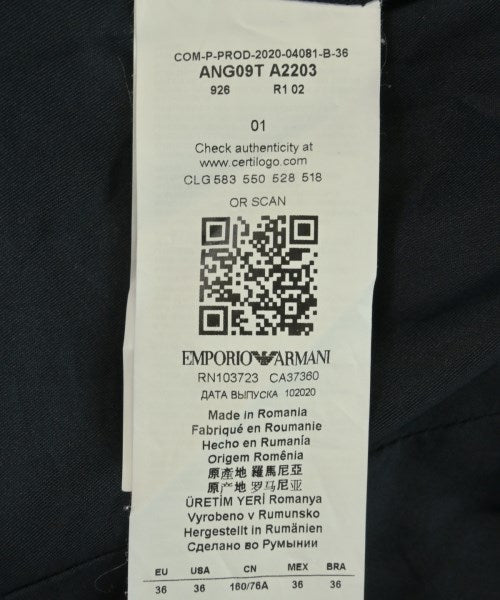 COM-P-PROD-2020-04081-B-36
ANG09T A2203
926 R1 02
01
Check authenticity at
www.certilogo.com
CLG 583 550 528 518
OR SCAN
EMPORIO ARMANI
RN103723 CA37360
ДАТА ВЫПУСКА 102020
Made in Romania
Fabriqué en Roumanie
Hecho en Rumanía
Origem Romênia
原產地 羅馬尼亞
原产地 罗马尼亚
ÜRETİM YERİ Romanya
Vyrobeno v Rumunsko
Hergestellt in Rumänien
Сделано во Румынии
EU USA CN MEX BRA
36 36 160/76A 36 36